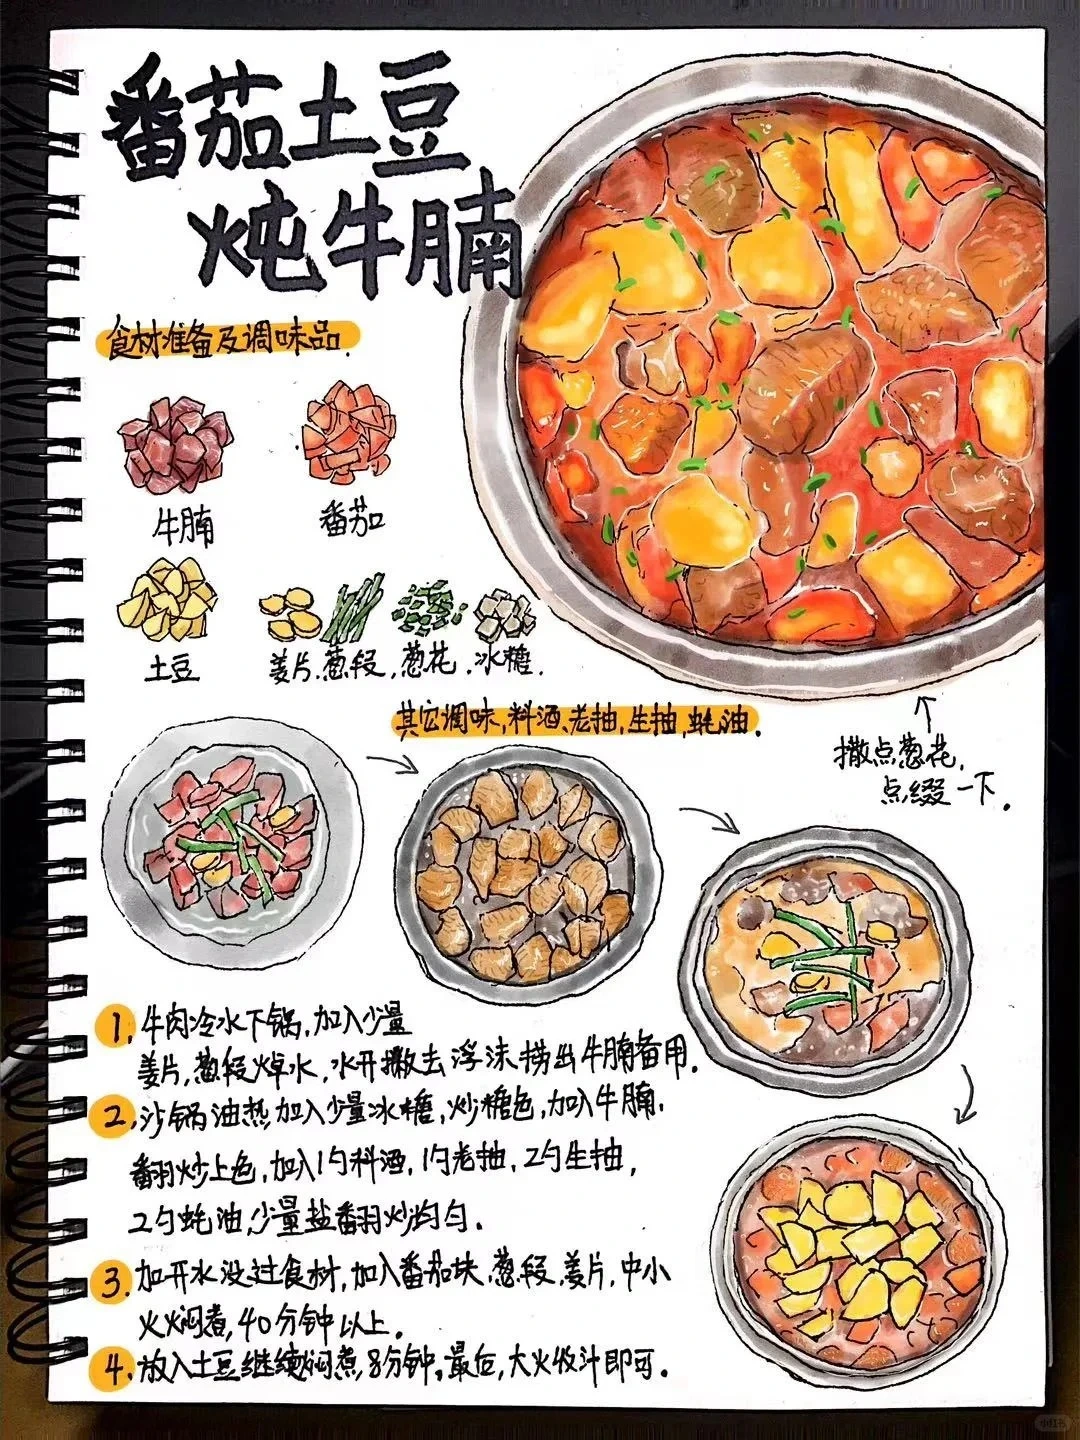 番茄土豆
炖牛腩
食材准备及调味品.
牛腩
番茄
土豆
姜片.葱段,葱花.冰糖.
其它调味,料酒、老抽,生抽,蚝油.
撒点葱花,
点缀一下.
1.牛肉冷水下锅,加入少量
姜片,葱段焯水,水开撇去浮沫捞出牛腩备用.
2.沙锅油热加入少量冰糖,炒糖色,加入牛腩,
翻炒上色,加入1勺料酒,1勺老抽,2勺生抽,
2勺蚝油,少量盐翻炒均匀.
3.加开水没过食材,加入番茄块,葱段,姜片,中小
火焖煮,40分钟以上.
4.放入土豆继续焖煮,8分钟,最后,大火收汁即可.
小红书